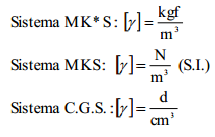 Sistema MK*S: [γ] = kgf/m³
Sistema MKS: [γ] = N/m³ (S.I.)
Sistema C.G.S.: [γ] = d/cm³